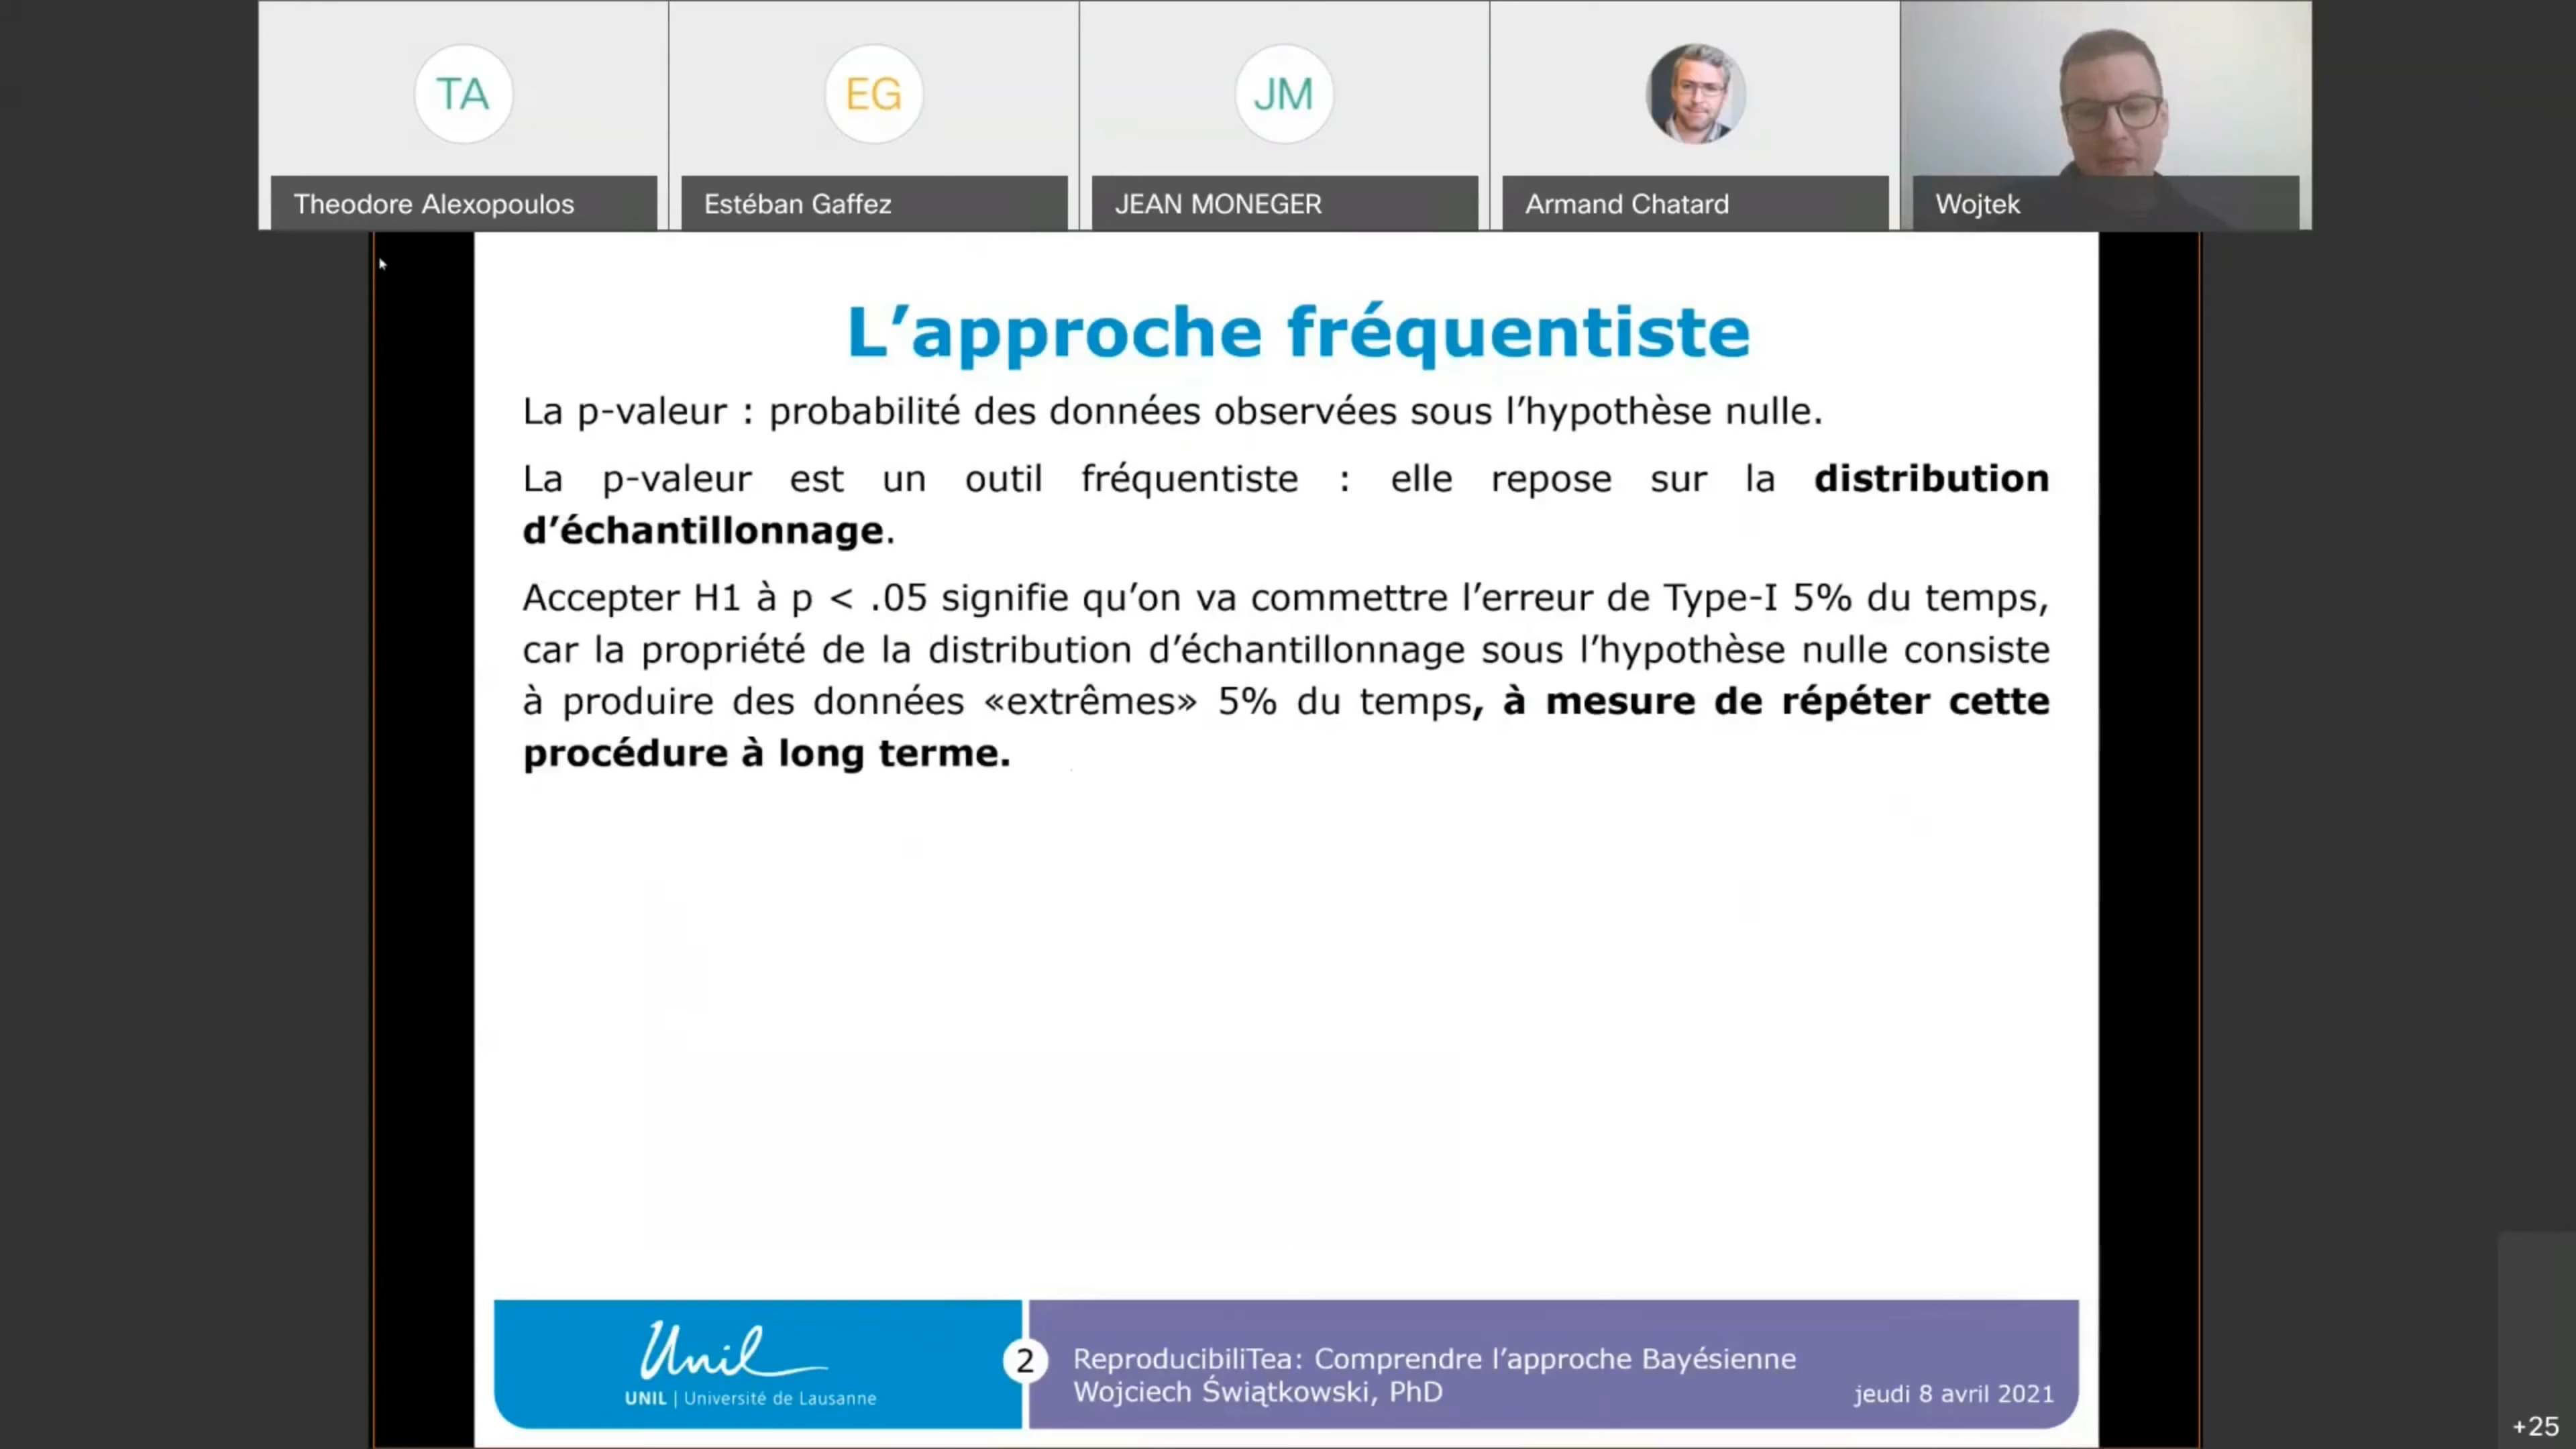 TA
EG
JM
Theodore Alexopoulos
Estéban Gaffez
JEAN MONEGER
Armand Chatard
Wojtek
L’approche fréquentiste
La p-valeur : probabilité des données observées sous l’hypothèse nulle.
La p-valeur est un outil fréquentiste : elle repose sur la distribution
d’échantillonnage.
Accepter H1 à p < .05 signifie qu’on va commettre l’erreur de Type-I 5% du temps,
car la propriété de la distribution d’échantillonnage sous l’hypothèse nulle consiste
à produire des données «extrêmes» 5% du temps, à mesure de répéter cette
procédure à long terme.
Unil
UNIL | Université de Lausanne
2
ReproducibiliTea: Comprendre l’approche Bayésienne
Wojciech Świątkowski, PhD
jeudi 8 avril 2021
+25